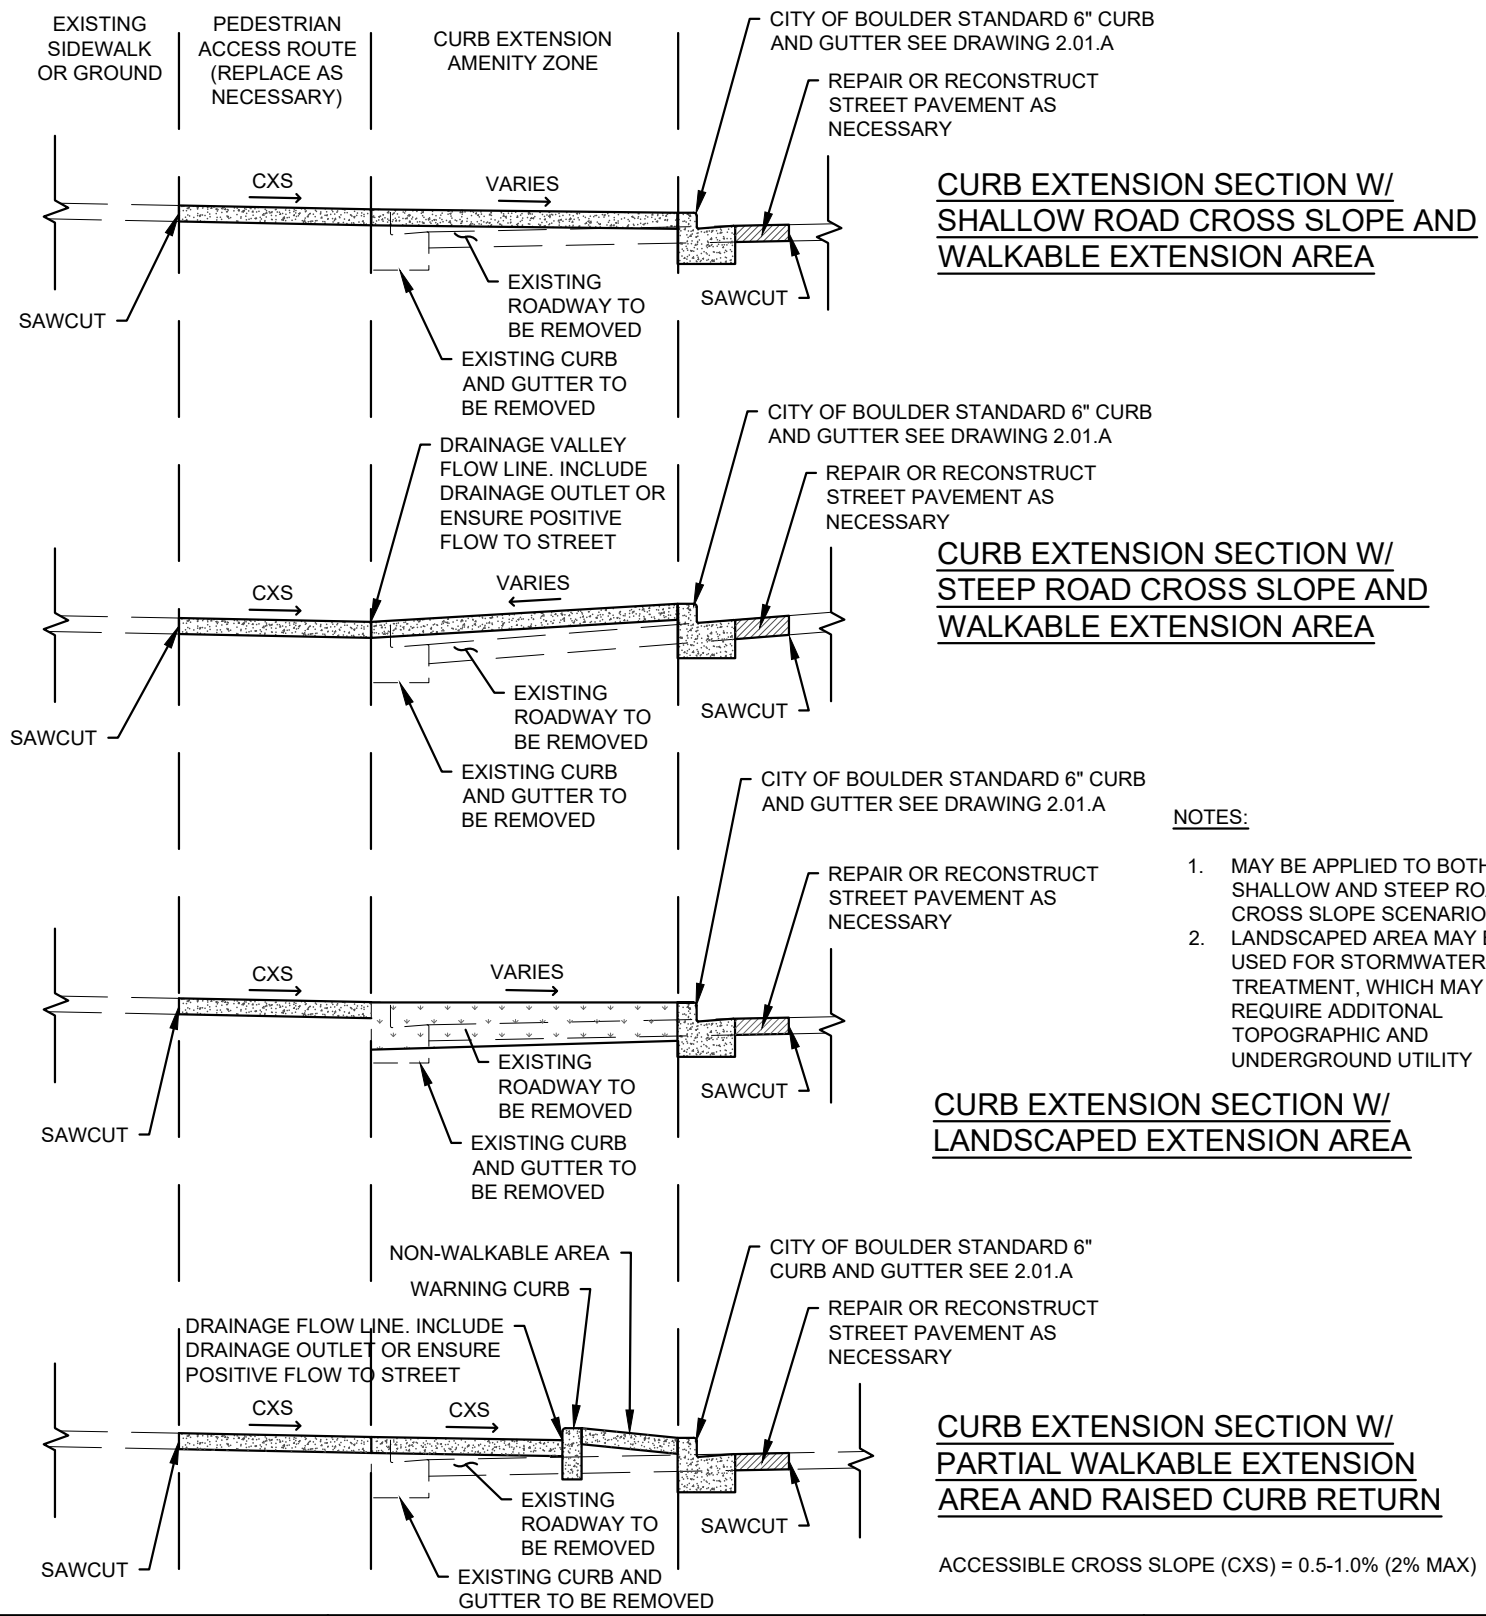 EXISTING
SIDEWALK
OR GROUND
PEDESTRIAN
ACCESS ROUTE
(REPLACE AS
NECESSARY)
CURB EXTENSION
AMENITY ZONE
CITY OF BOULDER STANDARD 6" CURB
AND GUTTER SEE DRAWING 2.01.A
REPAIR OR RECONSTRUCT
STREET PAVEMENT AS
NECESSARY
CXS
VARIES
CURB EXTENSION SECTION W/
SHALLOW ROAD CROSS SLOPE AND
WALKABLE EXTENSION AREA
SAWCUT
EXISTING
ROADWAY TO
BE REMOVED
SAWCUT
EXISTING CURB
AND GUTTER TO
BE REMOVED
CITY OF BOULDER STANDARD 6" CURB
AND GUTTER SEE DRAWING 2.01.A
DRAINAGE VALLEY
FLOW LINE. INCLUDE
DRAINAGE OUTLET OR
ENSURE POSITIVE
FLOW TO STREET
REPAIR OR RECONSTRUCT
STREET PAVEMENT AS
NECESSARY
CXS
VARIES
CURB EXTENSION SECTION W/
STEEP ROAD CROSS SLOPE AND
WALKABLE EXTENSION AREA
SAWCUT
EXISTING
ROADWAY TO
BE REMOVED
SAWCUT
EXISTING CURB
AND GUTTER TO
BE REMOVED
CITY OF BOULDER STANDARD 6" CURB
AND GUTTER SEE DRAWING 2.01.A
REPAIR OR RECONSTRUCT
STREET PAVEMENT AS
NECESSARY
NOTES:
1. MAY BE APPLIED TO BOTH
SHALLOW AND STEEP
CROSS SLOPE
2. LANDSCAPED AREA MAY
USED FOR STORMWATER
TREATMENT, WHICH MAY
REQUIRE ADDITONAL
TOPOGRAPHIC AND
UNDERGROUND UTILITY
CXS
VARIES
SAWCUT
EXISTING
ROADWAY TO
BE REMOVED
SAWCUT
EXISTING CURB
AND GUTTER TO
BE REMOVED
CURB EXTENSION SECTION W/
LANDSCAPED EXTENSION AREA
NON-WALKABLE AREA
WARNING CURB
DRAINAGE FLOW LINE. INCLUDE
DRAINAGE OUTLET OR ENSURE
POSITIVE FLOW TO STREET
CITY OF BOULDER STANDARD 6"
CURB AND GUTTER SEE 2.01.A
REPAIR OR RECONSTRUCT
STREET PAVEMENT AS
NECESSARY
CXS
CXS
CURB EXTENSION SECTION W/
PARTIAL WALKABLE EXTENSION
AREA AND RAISED CURB RETURN
SAWCUT
EXISTING
ROADWAY TO
BE REMOVED
SAWCUT
EXISTING CURB AND
GUTTER TO BE REMOVED
ACCESSIBLE CROSS SLOPE (CXS) = 0.5-1.0% (2% MAX)